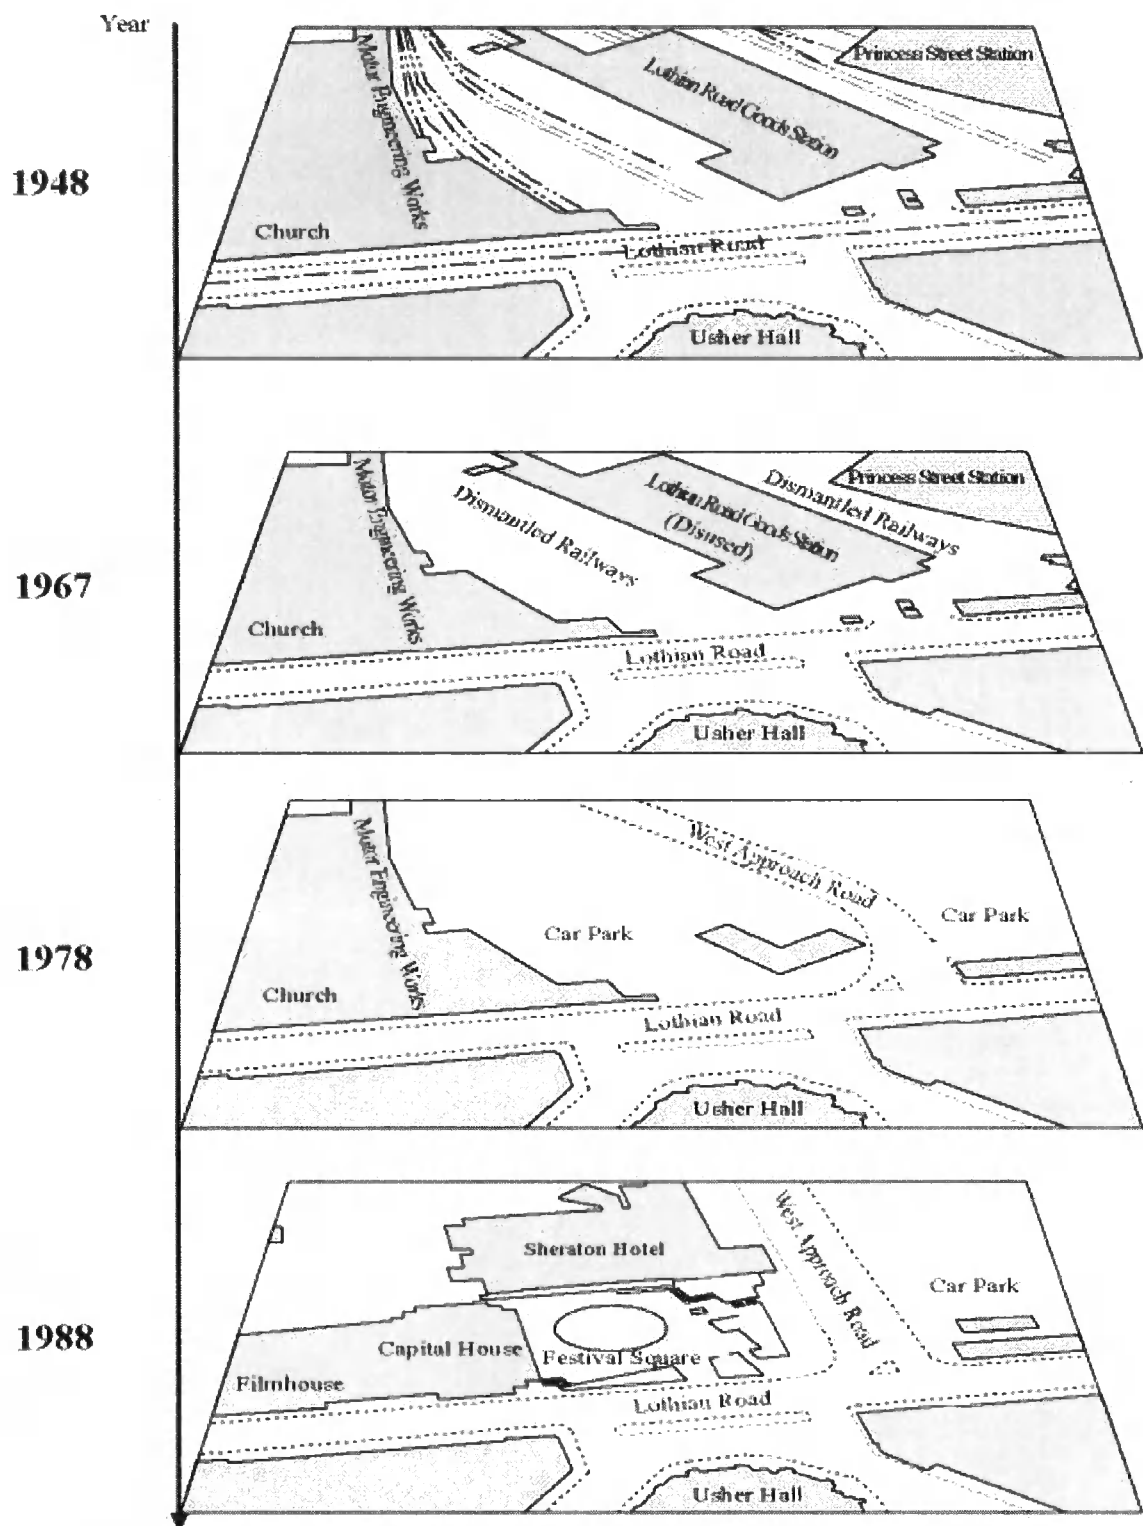 Year
1948
Motor Engineering Works
Lothian Road Goods Station
Princess Street Station
Church
Lothian Road
Usher Hall
1967
Motor Engineering Works
Dismantled Railways
Lothian Road Goods Station
(Disused)
Dismantled Railways
Princess Street Station
Church
Lothian Road
Usher Hall
1978
Motor Engineering Works
West Approach Road
Car Park
Car Park
Church
Lothian Road
Usher Hall
1988
West Approach Road
Sheraton Hotel
Car Park
Capital House
Festival Square
Filmhouse
Lothian Road
Usher Hall